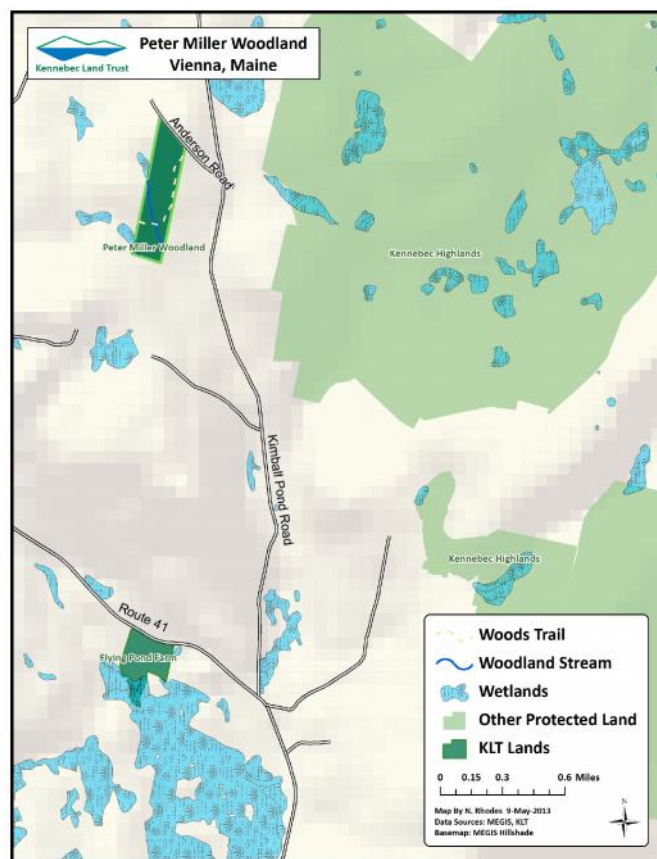 Peter Miller Woodland
Vienna, Maine
Kennebec Land Trust
Anderson Road
Peter Miller Woodland
Kennebec Highlands
Kimball Pond Road
Kennebec Highlands
Route 41
Flying Pond Farm
Woods Trail
Woodland Stream
Wetlands
Other Protected Land
KLT Lands
0 0.15 0.3 0.6 Miles
Map By N. Rhodes 9-May-2013
Data Sources: MEGIS, KLT
Basemap: MEGIS Hillshade
N